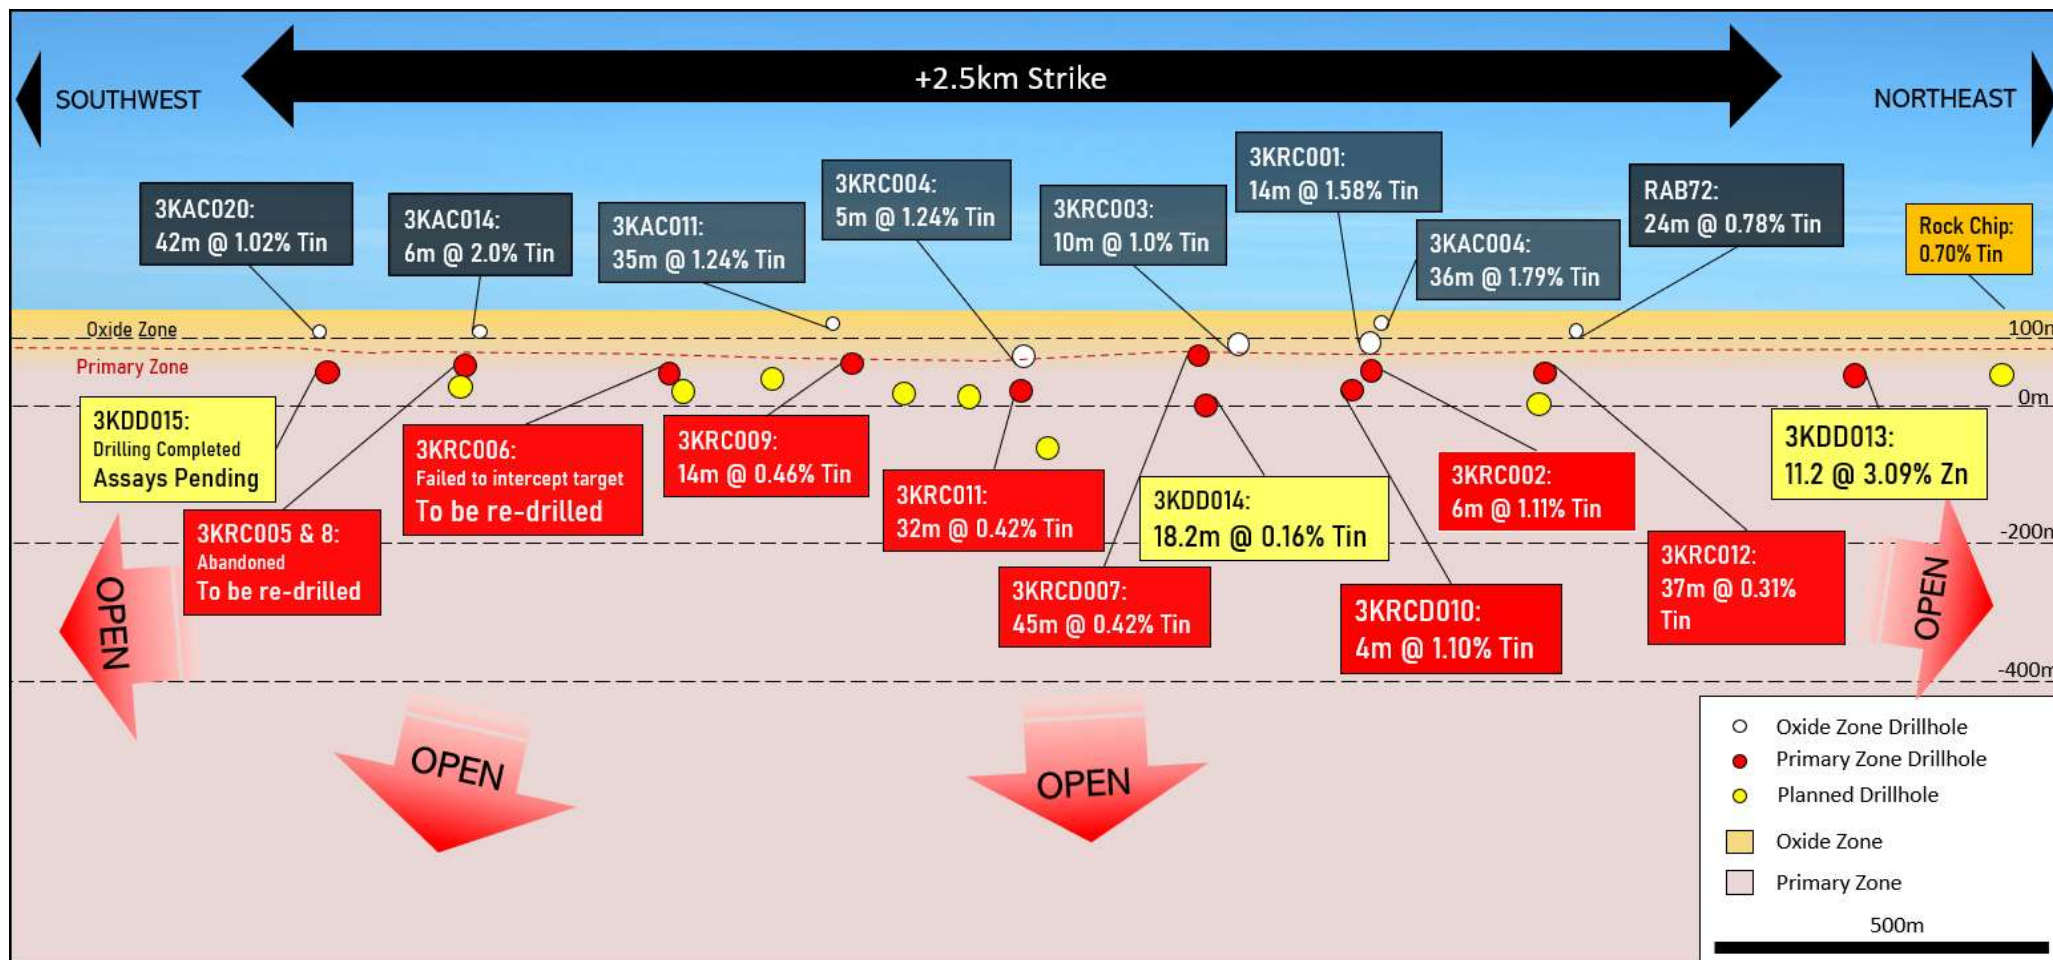 +2.5km Strike
SOUTHWEST
NORTHEAST
3KAC020:
42m @ 1.02% Tin
3KAC014:
6m @ 2.0% Tin
3KAC011:
35m @ 1.24% Tin
3KRC004:
5m @ 1.24% Tin
3KRC003:
10m @ 1.0% Tin
3KRC001:
14m @ 1.58% Tin
3KAC004:
36m @ 1.79% Tin
RAB72:
24m @ 0.78% Tin
Rock Chip:
0.70% Tin
Oxide Zone
100m
Primary Zone
0m
3KDD015:
Drilling Completed
Assays Pending
3KRC005 & 8:
Abandoned
To be re-drilled
3KRC006:
Failed to intercept target
To be re-drilled
3KRC009:
14m @ 0.46% Tin
3KRC011:
32m @ 0.42% Tin
3KRCD007:
45m @ 0.42% Tin
3KDD014:
18.2m @ 0.16% Tin
3KRCD010:
4m @ 1.10% Tin
3KRC002:
6m @ 1.11% Tin
3KRC012:
37m @ 0.31%
Tin
3KDD013:
11.2 @ 3.09% Zn
-200m
-400m
OPEN
OPEN
OPEN
OPEN
Oxide Zone Drillhole
Primary Zone Drillhole
Planned Drillhole
Oxide Zone
Primary Zone
500m